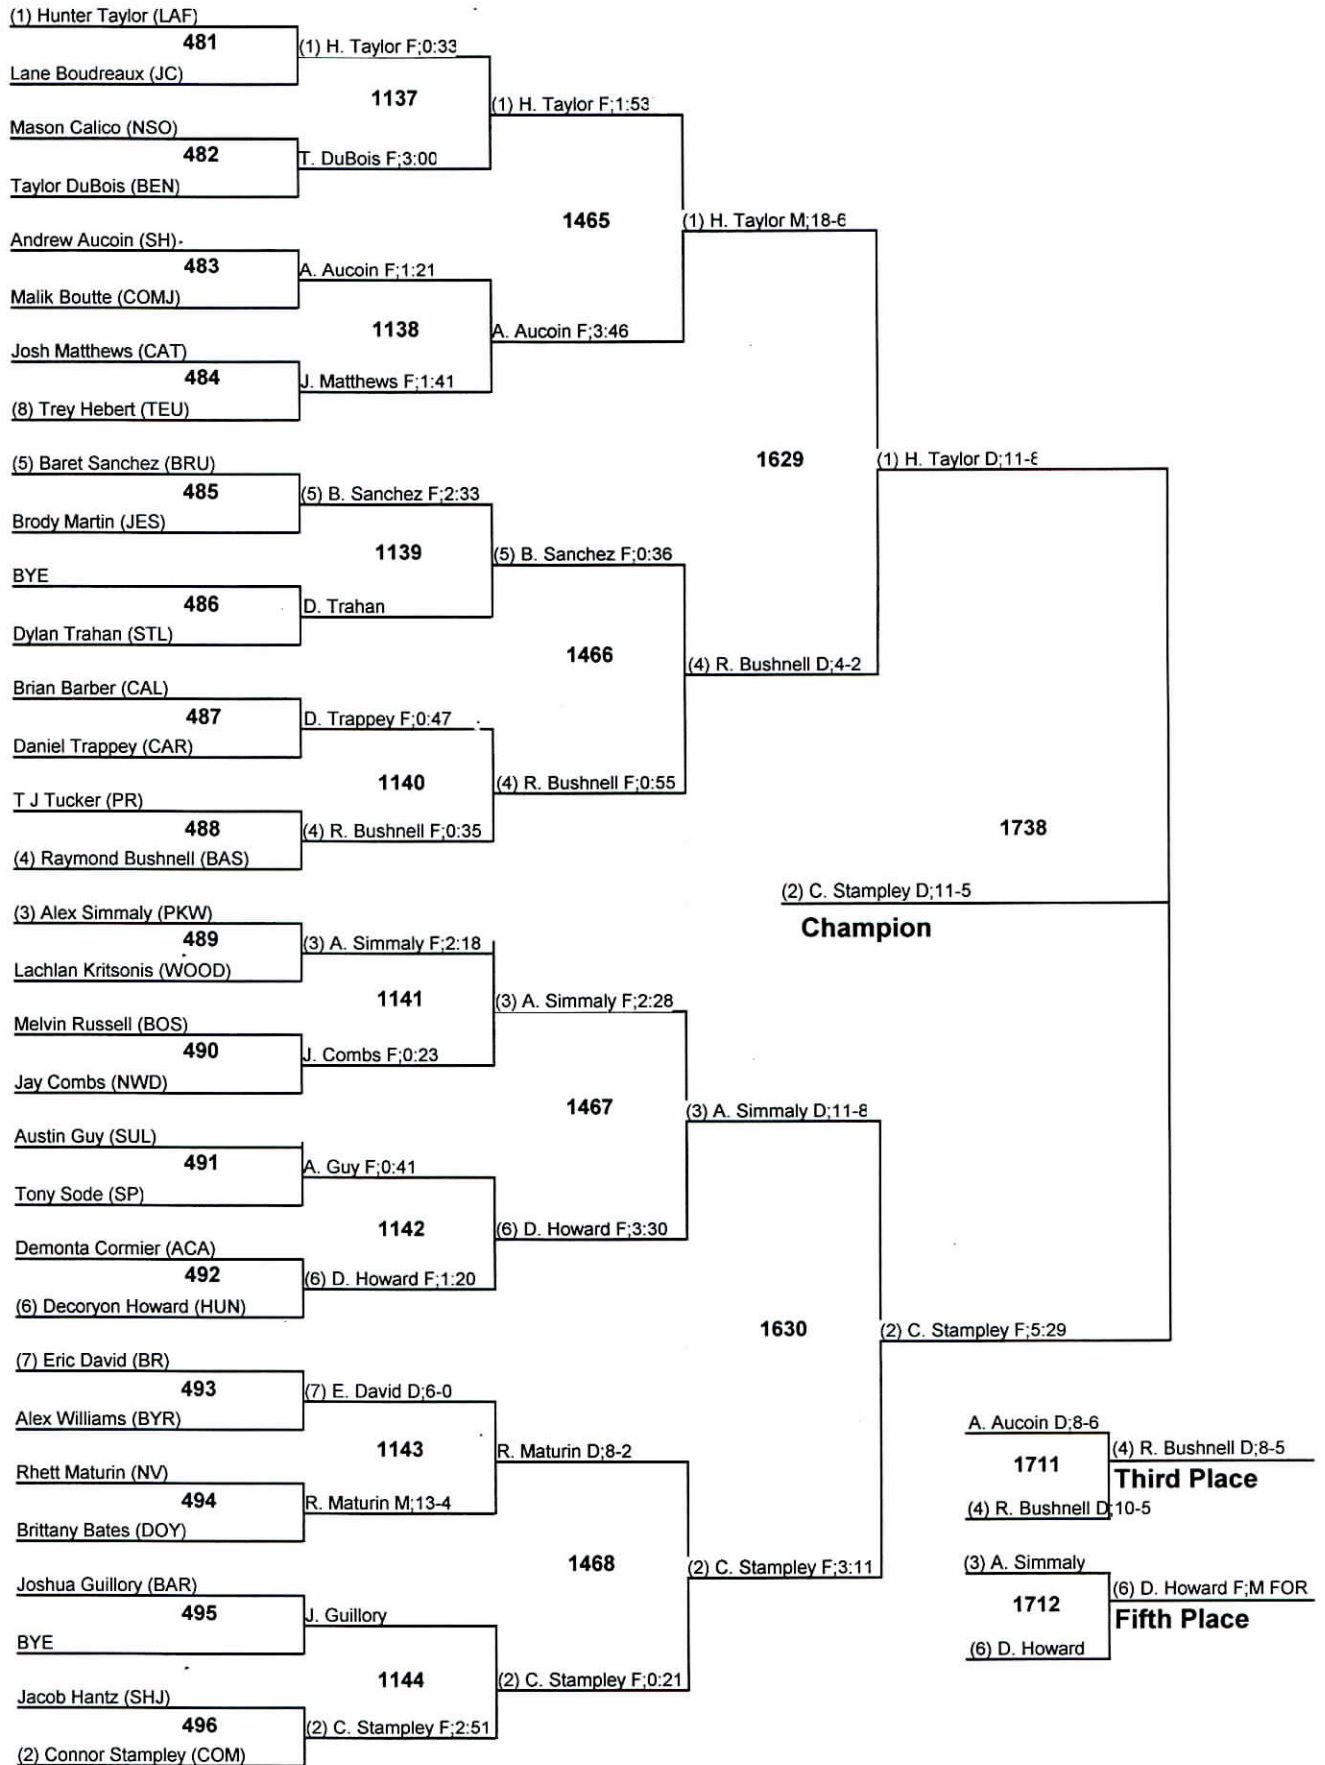 (1) Hunter Taylor (LAF)
481
(1) H. Taylor F;0:33
Lane Boudreaux (JC)
1137
(1) H. Taylor F;1:53
Mason Calico (NSO)
482
T. DuBois F;3:00
Taylor DuBois (BEN)
1465
(1) H. Taylor M;18-6
Andrew Aucoin (SH)
483
A. Aucoin F;1:21
Malik Boutte (COMJ)
1138
A. Aucoin F;3:46
Josh Matthews (CAT)
484
J. Matthews F;1:41
(8) Trey Hebert (TEU)
1629
(1) H. Taylor D;11-8
(5) Baret Sanchez (BRU)
485
(5) B. Sanchez F;2:33
Brody Martin (JES)
1139
(5) B. Sanchez F;0:36
BYE
486
D. Trahan
Dylan Trahan (STL)
1466
(4) R. Bushnell D;4-2
Brian Barber (CAL)
487
D. Trappey F;0:47
Daniel Trappey (CAR)
1140
(4) R. Bushnell F;0:55
T J Tucker (PR)
488
(4) R. Bushnell F;0:35
(4) Raymond Bushnell (BAS)
1738
(2) C. Stampley D;11-5
Champion
(3) Alex Simmaly (PKW)
489
(3) A. Simmaly F;2:18
Lachlan Kritsonis (WOOD)
1141
(3) A. Simmaly F;2:28
Melvin Russell (BOS)
490
J. Combs F;0:23
Jay Combs (NWD)
1467
(3) A. Simmaly D;11-8
Austin Guy (SUL)
491
A. Guy F;0:41
Tony Sode (SP)
1142
(6) D. Howard F;3:30
Demonta Cormier (ACA)
492
(6) D. Howard F;1:20
(6) Decoryon Howard (HUN)
1630
(2) C. Stampley F;5:29
(7) Eric David (BR)
493
(7) E. David D;6-0
Alex Williams (BYR)
1143
R. Maturin D;8-2
Rhett Maturin (NV)
494
R. Maturin M;13-4
Brittany Bates (DOY)
1468
(2) C. Stampley F;3:11
Joshua Guillory (BAR)
495
J. Guillory
BYE
1144
(2) C. Stampley F;0:21
Jacob Hantz (SHJ)
496
(2) C. Stampley F;2:51
(2) Connor Stampley (COM)
A. Aucoin D;8-6
1711
(4) R. Bushnell D;8-5
Third Place
(4) R. Bushnell D;10-5
(3) A. Simmaly
1712
(6) D. Howard F;M FOR
Fifth Place
(6) D. Howard